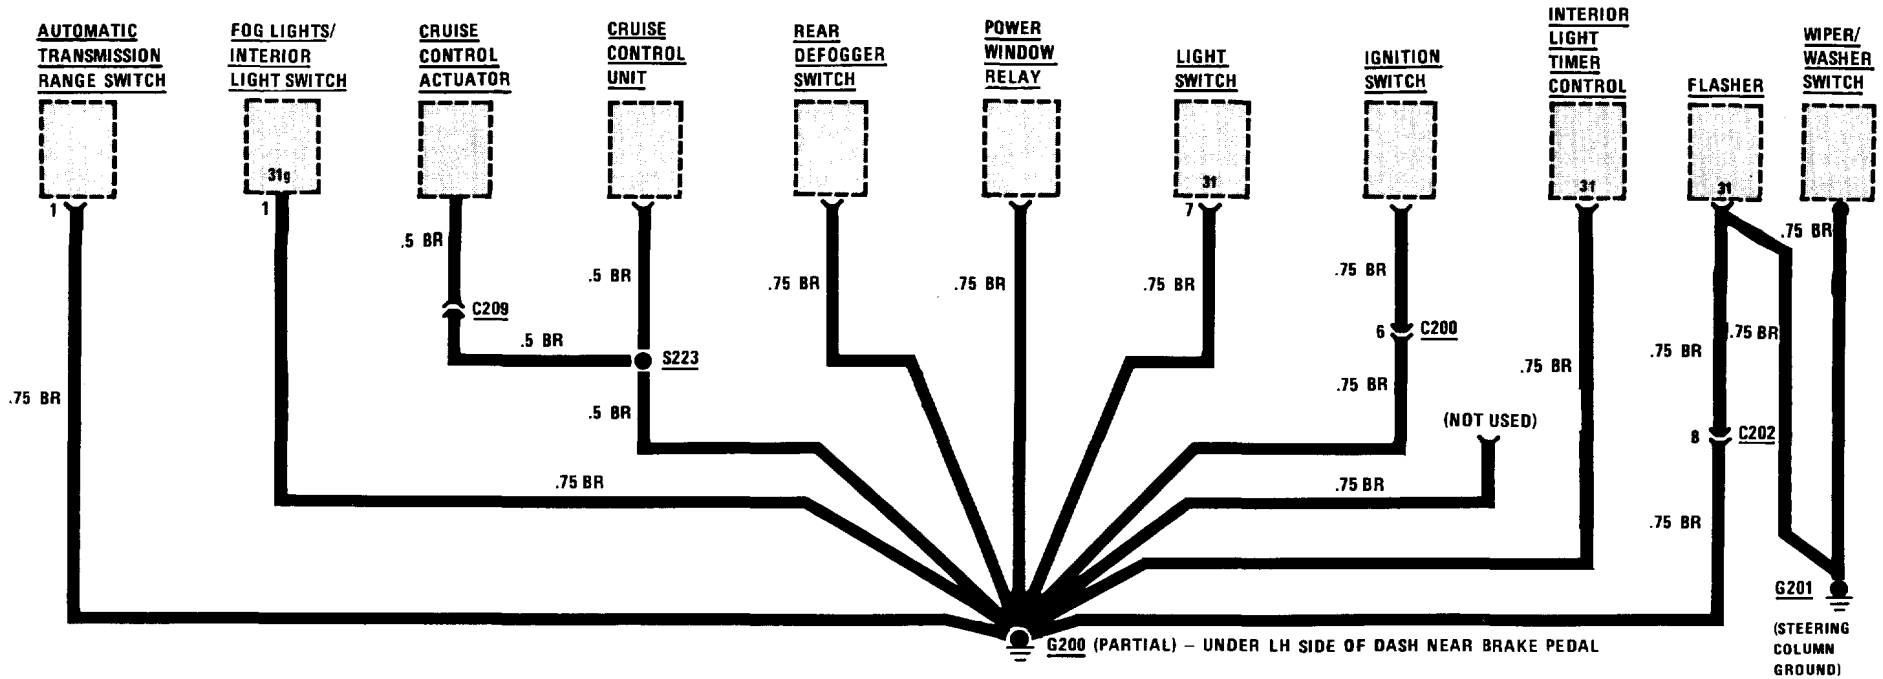 AUTOMATIC
TRANSMISSION
RANGE SWITCH
1
.75 BR
FOG LIGHTS/
INTERIOR
LIGHT SWITCH
31g
1
.75 BR
CRUISE
CONTROL
ACTUATOR
.5 BR
C209
.5 BR
CRUISE
CONTROL
UNIT
.5 BR
S223
.5 BR
REAR
DEFOGGER
SWITCH
.75 BR
POWER
WINDOW
RELAY
.75 BR
LIGHT
SWITCH
31
7
.75 BR
IGNITION
SWITCH
.75 BR
6
C200
.75 BR
(NOT USED)
.75 BR
INTERIOR
LIGHT
TIMER
CONTROL
31
.75 BR
FLASHER
31
.75 BR
.75 BR
8
C202
.75 BR
WIPER/
WASHER
SWITCH
.75 BR
G201
(STEERING
COLUMN
GROUND)
G200 (PARTIAL) – UNDER LH SIDE OF DASH NEAR BRAKE PEDAL